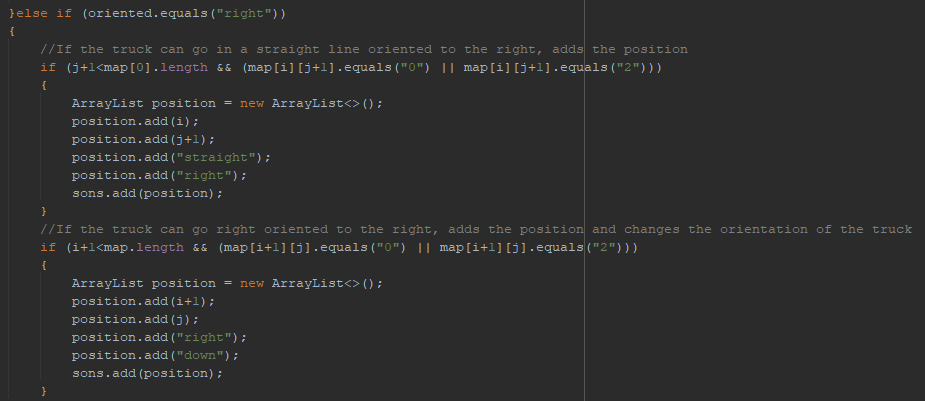 }else if (oriented.equals("right"))
{
//If the truck can go in a straight line oriented to the right, adds the position
if (j+1<map[0].length && (map[i][j+1].equals("0") || map[i][j+1].equals("2")))
{
ArrayList position = new ArrayList<>();
position.add(i);
position.add(j+1);
position.add("straight");
position.add("right");
sons.add(position);
}
//If the truck can go right oriented to the right, adds the position and changes the orientation of the truck
if (i+1<map.length && (map[i+1][j].equals("0") || map[i+1][j].equals("2")))
{
ArrayList position = new ArrayList<>();
position.add(i+1);
position.add(j);
position.add("right");
position.add("down");
sons.add(position);
}